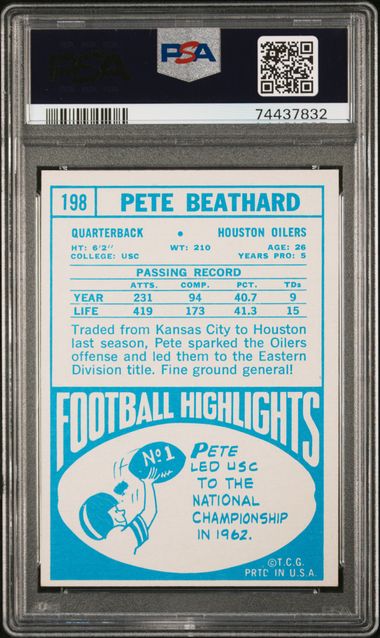 PSA
PSA
74437832
198 PETE BEATHARD
QUARTERBACK • HOUSTON OILERS
HT: 6'2" WT: 210 AGE: 26
COLLEGE: USC YEARS PRO: 5
PASSING RECORD
ATTS. COMP. PCT. TDs
YEAR 231 94 40.7 9
LIFE 419 173 41.3 15
Traded from Kansas City to Houston
last season, Pete sparked the Oilers
offense and led them to the Eastern
Division title. Fine ground general!
FOOTBALL HIGHLIGHTS
No 1
PETE
LED USC
TO THE
NATIONAL
CHAMPIONSHIP
IN 1962.
©T.C.G.
PRTD IN U.S.A.